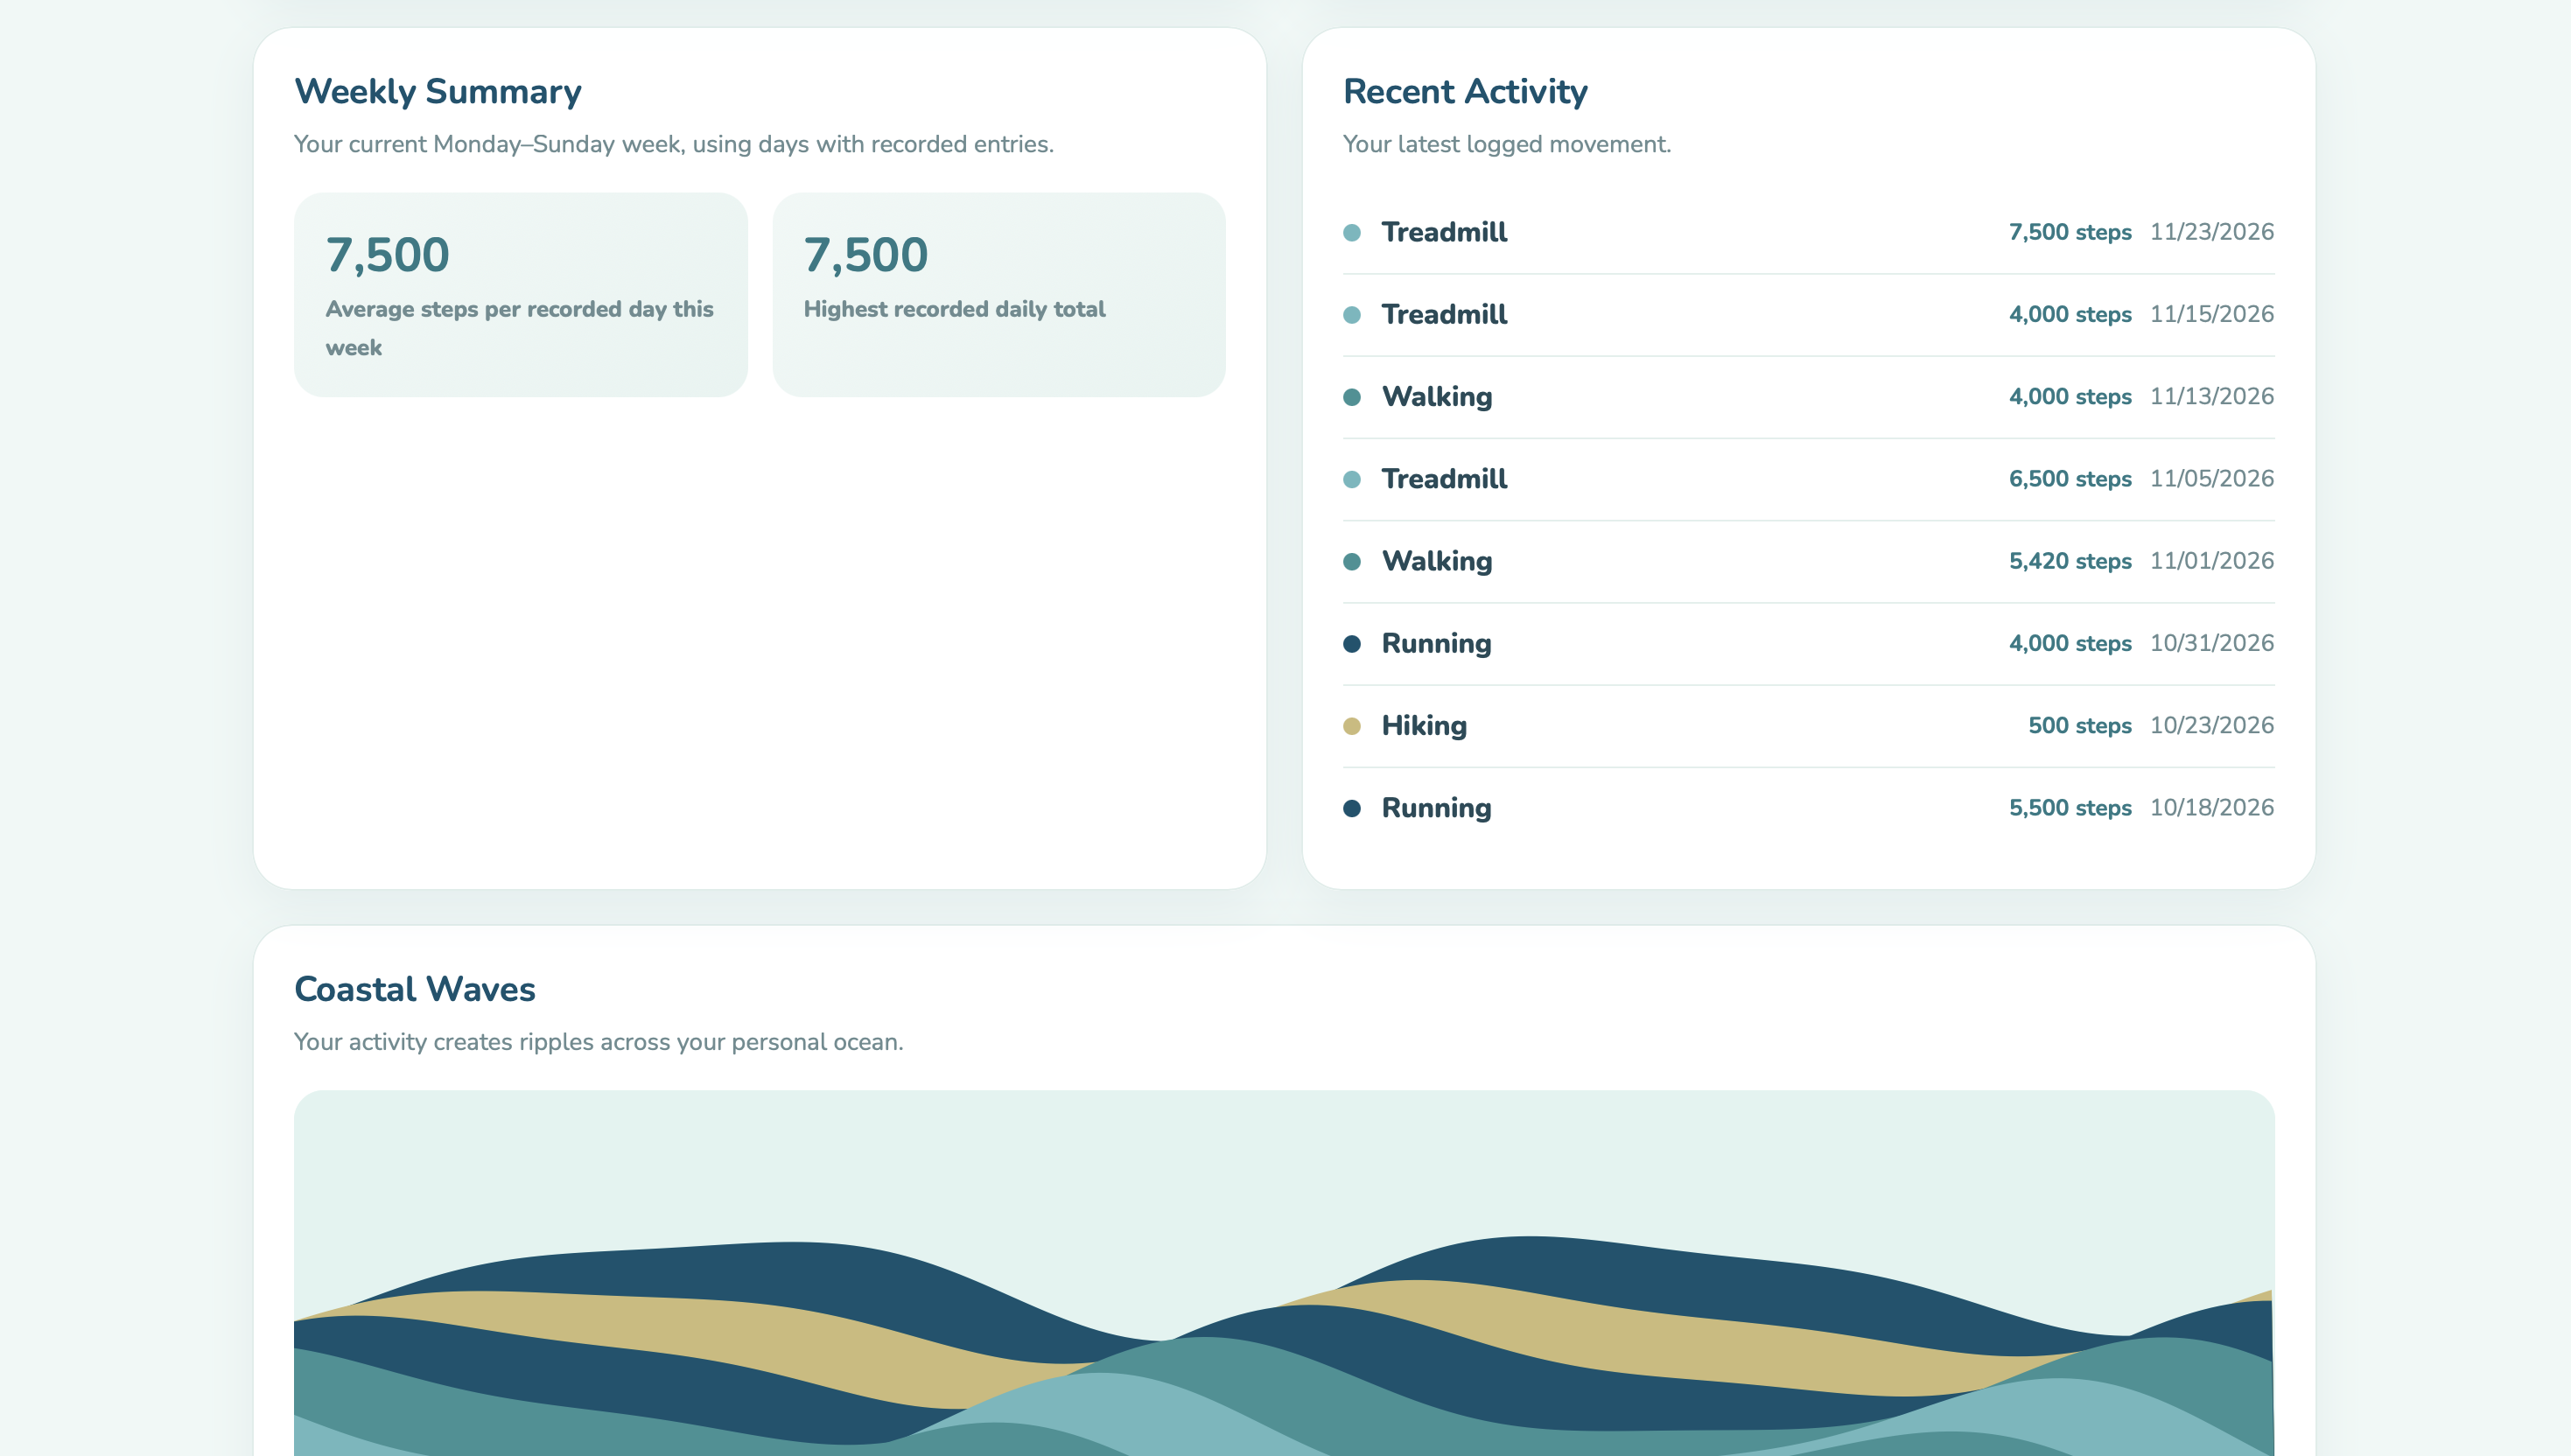 Weekly Summary
Your current Monday–Sunday week, using days with recorded entries.
7,500
Average steps per recorded day this
week
7,500
Highest recorded daily total
Recent Activity
Your latest logged movement.
Treadmill 7,500 steps 11/23/2026
Treadmill 4,000 steps 11/15/2026
Walking 4,000 steps 11/13/2026
Treadmill 6,500 steps 11/05/2026
Walking 5,420 steps 11/01/2026
Running 4,000 steps 10/31/2026
Hiking 500 steps 10/23/2026
Running 5,500 steps 10/18/2026
Coastal Waves
Your activity creates ripples across your personal ocean.